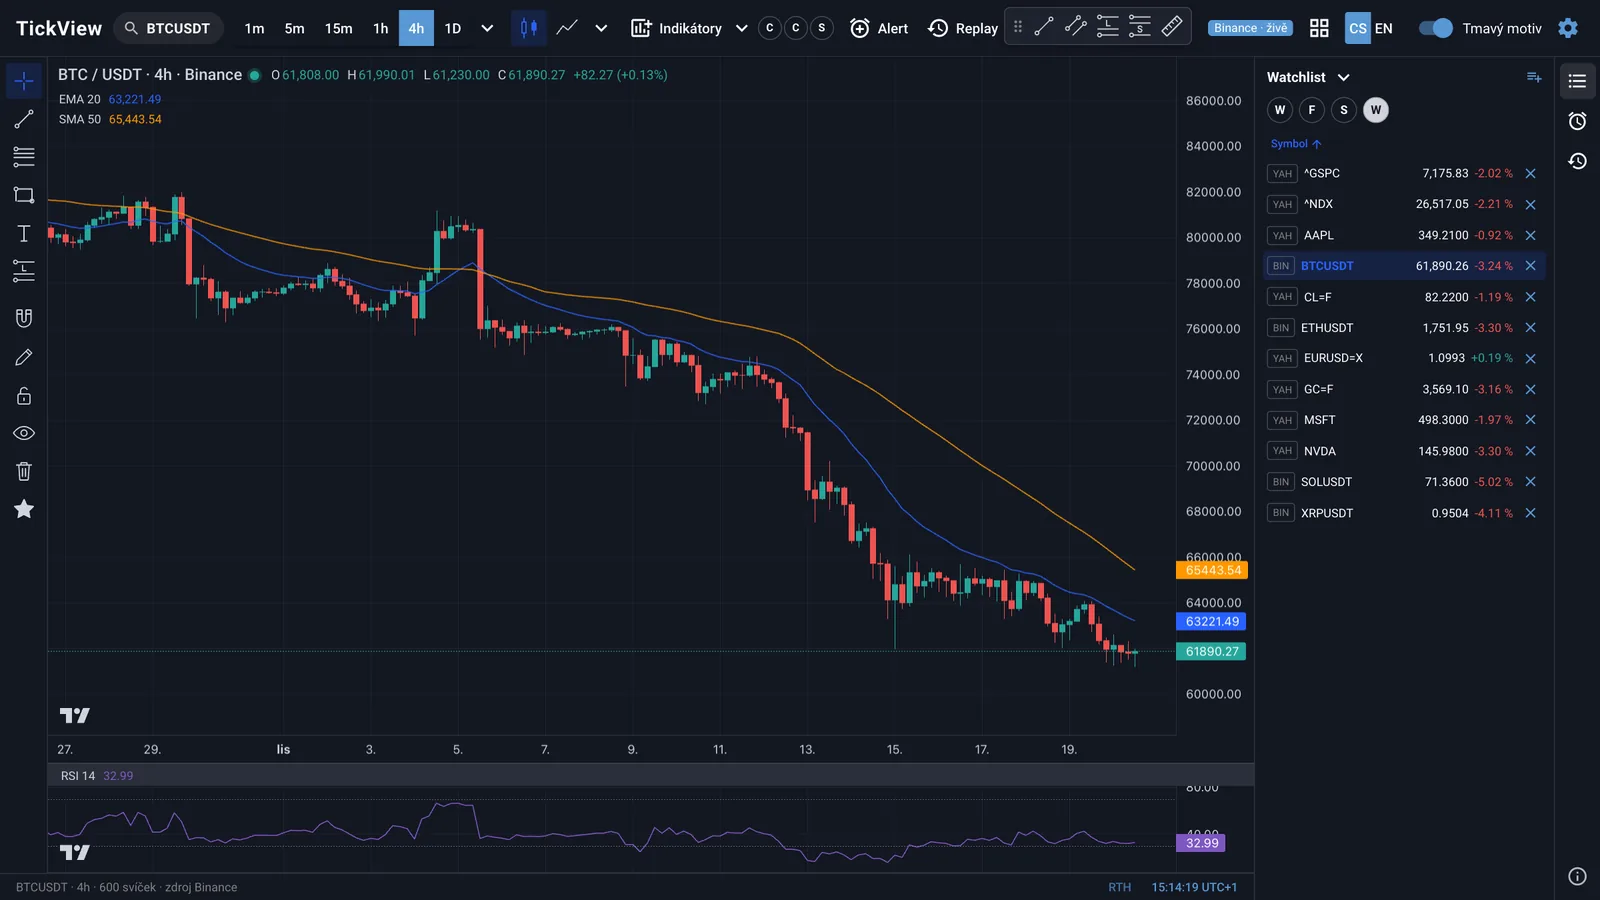 TickView BTCUSDT 1m 5m 15m 1h 4h 1D Indikátory C C S Alert Replay Binance · živě CS EN Tmavý motiv
BTC / USDT · 4h · Binance O61,808.00 H61,990.01 L61,230.00 C61,890.27 +82.27 (+0.13%)
EMA 20 63,221.49
SMA 50 65,443.54
86000.00
84000.00
82000.00
80000.00
78000.00
76000.00
74000.00
72000.00
70000.00
68000.00
66000.00
65443.54
64000.00
63221.49
61890.27
60000.00
27. 29. lis 3. 5. 7. 9. 11. 13. 15. 17. 19.
RSI 14 32.99
80.00
40.00
32.99
BTCUSDT · 4h · 600 svíček · zdroj Binance RTH 15:14:19 UTC+1
Watchlist
W F S W
Symbol ↑
YAH ^GSPC 7,175.83 -2.02 %
YAH ^NDX 26,517.05 -2.21 %
YAH AAPL 349.2100 -0.92 %
BIN BTCUSDT 61,890.26 -3.24 %
YAH CL=F 82.2200 -1.19 %
BIN ETHUSDT 1,751.95 -3.30 %
YAH EURUSD=X 1.0993 +0.19 %
YAH GC=F 3,569.10 -3.16 %
YAH MSFT 498.3000 -1.97 %
YAH NVDA 145.9800 -3.30 %
BIN SOLUSDT 71.3600 -5.02 %
BIN XRPUSDT 0.9504 -4.11 %